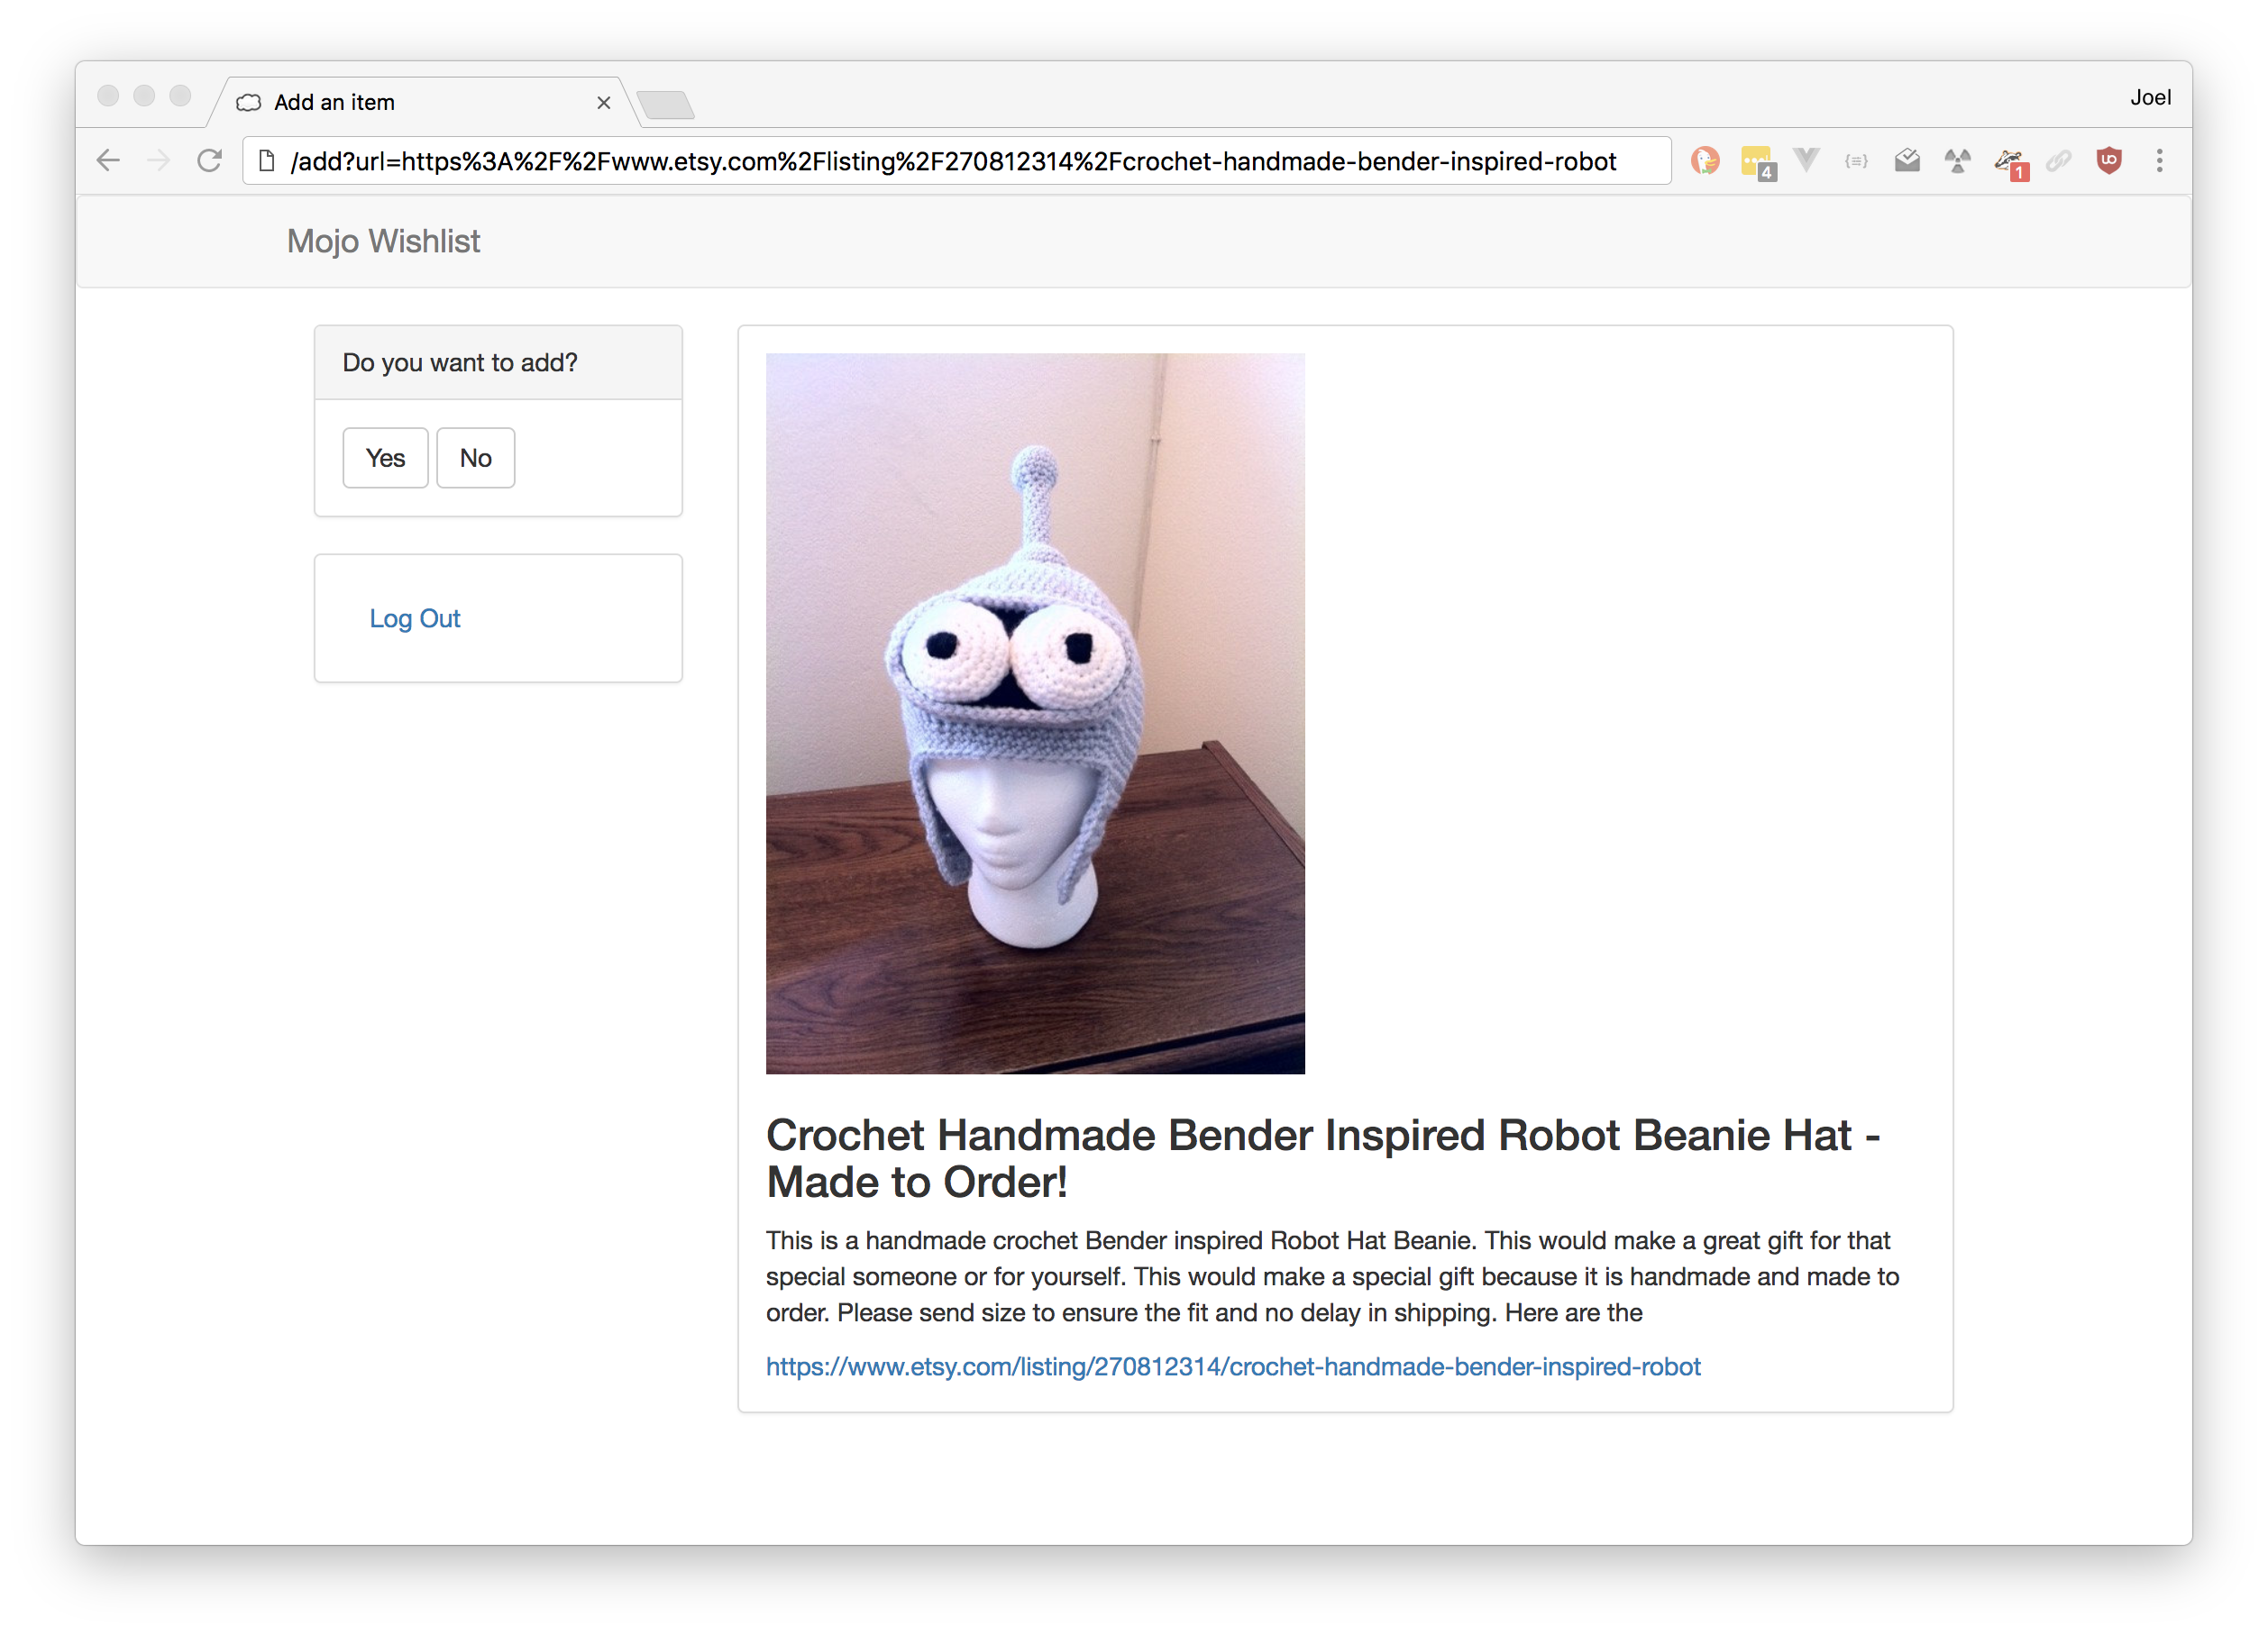 Add an item
Joel
/add?url=https%3A%2F%2Fwww.etsy.com%2Flisting%2F270812314%2Fcrochet-handmade-bender-inspired-robot
4
{≡}
1
Mojo Wishlist
Do you want to add?
Yes No
Log Out
Crochet Handmade Bender Inspired Robot Beanie Hat -
Made to Order!
This is a handmade crochet Bender inspired Robot Hat Beanie. This would make a great gift for that
special someone or for yourself. This would make a special gift because it is handmade and made to
order. Please send size to ensure the fit and no delay in shipping. Here are the
https://www.etsy.com/listing/270812314/crochet-handmade-bender-inspired-robot